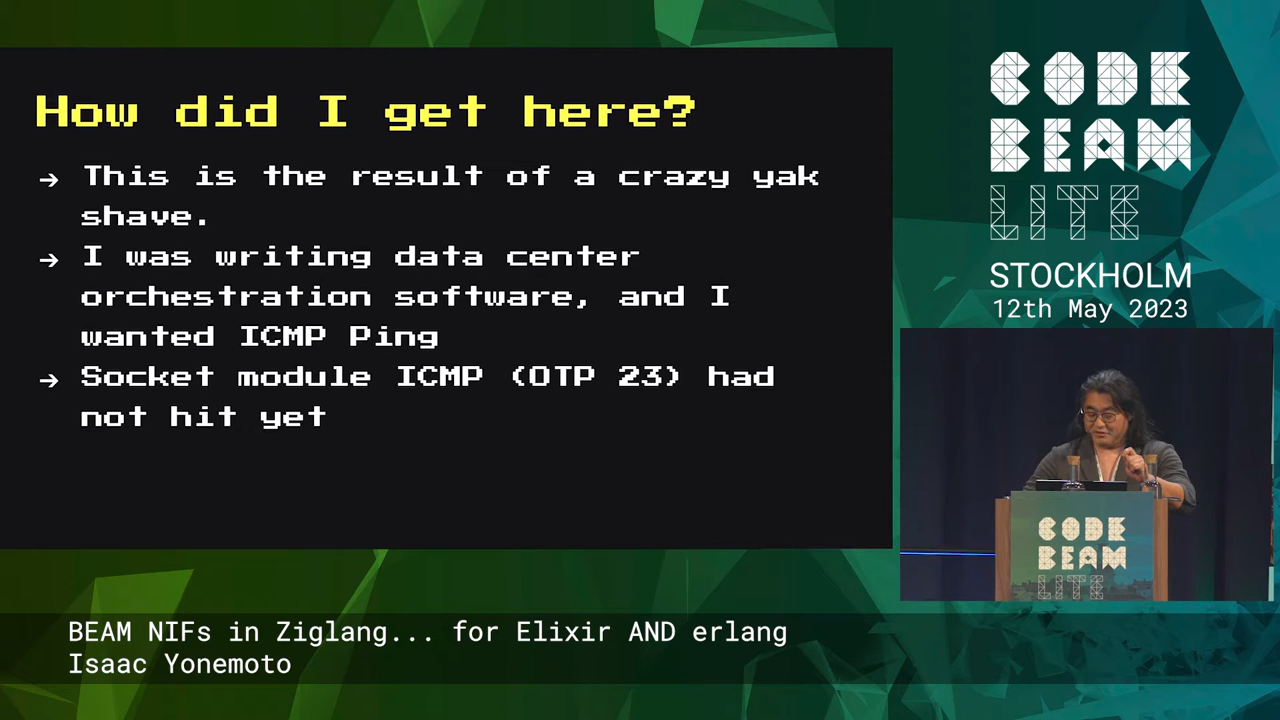 How did I get here?
→ This is the result of a crazy yak
shave.
→ I was writing data center
orchestration software, and I
wanted ICMP Ping
→ Socket module ICMP (OTP 23) had
not hit yet
CODE
BEAM
LITE
STOCKHOLM
12th May 2023
CODE
BEAM
LITE
BEAM NIFs in Ziglang... for Elixir AND erlang
Isaac Yonemoto